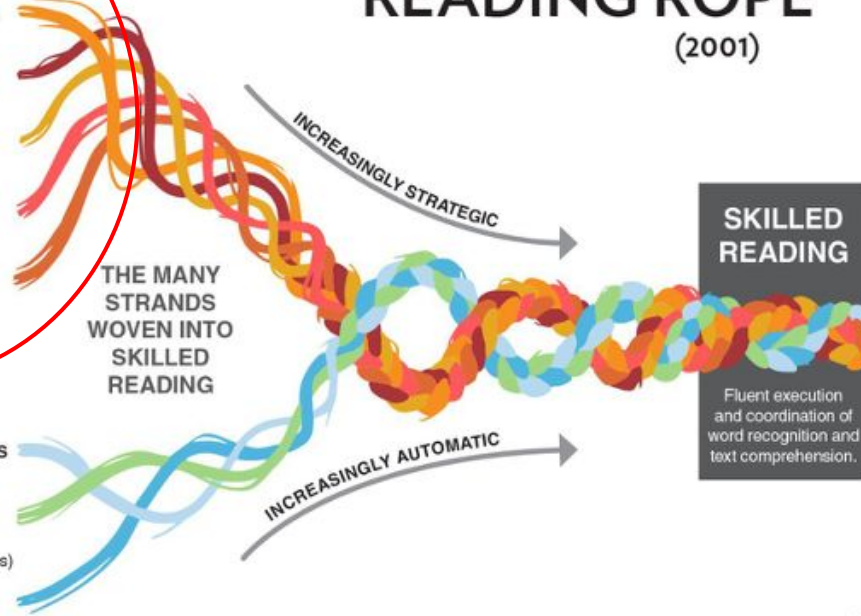 READING ROPE
(2001)
INCREASINGLY STRATEGIC
SKILLED
READING
THE MANY
STRANDS
WOVEN INTO
SKILLED
READING
Fluent execution
and coordination of
word recognition and
text comprehension.
INCREASINGLY AUTOMATIC
S
s)